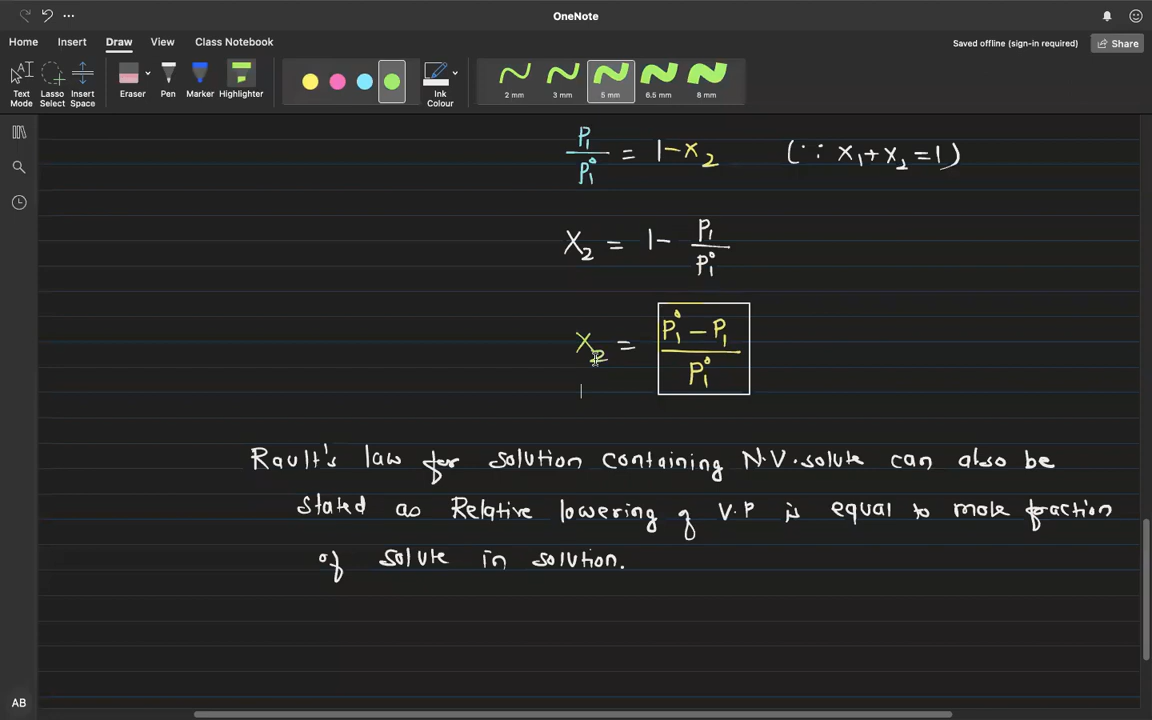 OneNote
Home Insert Draw View Class Notebook
Saved offline (sign-in required) Share
Text Mode Lasso Select Insert Space Eraser Pen Marker Highlighter Ink Colour 2 mm 3 mm 5 mm 6.5 mm 8 mm
P₁/P₁° = 1-x₂ (∵ x₁+x₂=1)
X₂ = 1- P₁/P₁°
X₂ = P₁° - P₁/P₁°
Rault's law for solution containing N.V.solute can also be
stated as Relative lowering of V.P is equal to mole fraction
of solute in solution.
AB